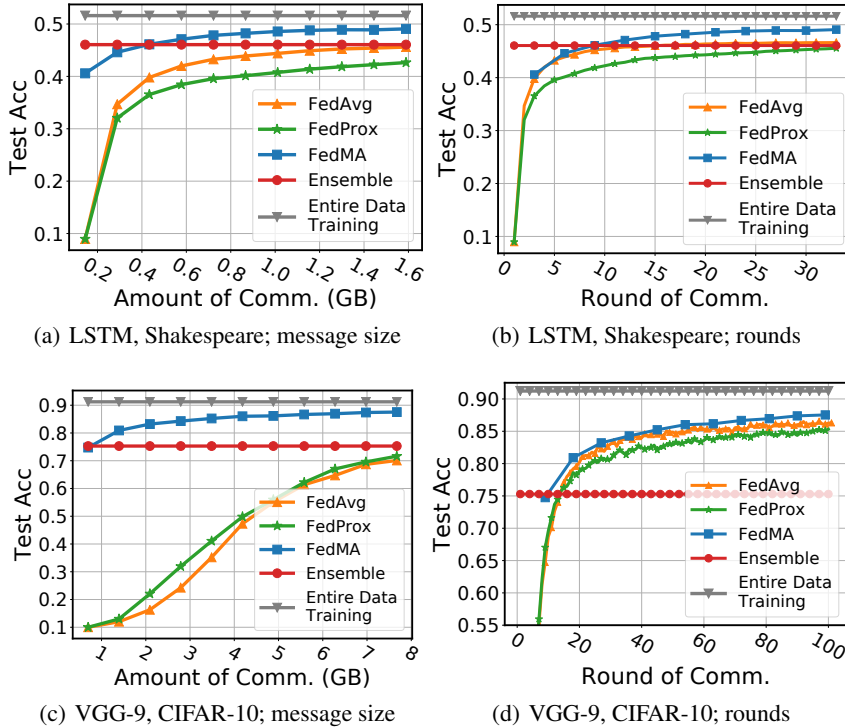 0.5
0.4
0.3
0.2
0.1
Test Acc
FedAvg
FedProx
FedMA
Ensemble
Entire Data
Training
0.2 0.4 0.6 0.8 1.0 1.2 1.4 1.6
Amount of Comm. (GB)
(a) LSTM, Shakespeare; message size
0.5
0.4
0.3
0.2
0.1
Test Acc
FedAvg
FedProx
FedMA
Ensemble
Entire Data
Training
0 5 10 15 20 25 30
Round of Comm.
(b) LSTM, Shakespeare; rounds
0.9
0.8
0.7
0.6
0.5
0.4
0.3
0.2
0.1
Test Acc
FedAvg
FedProx
FedMA
Ensemble
Entire Data
Training
1 2 3 4 5 6 7 8
Amount of Comm. (GB)
(c) VGG-9, CIFAR-10; message size
0.90
0.85
0.80
0.75
0.70
0.65
0.60
0.55
Test Acc
FedAvg
FedProx
FedMA
Ensemble
Entire Data
Training
0 20 40 60 80 100
Round of Comm.
(d) VGG-9, CIFAR-10; rounds